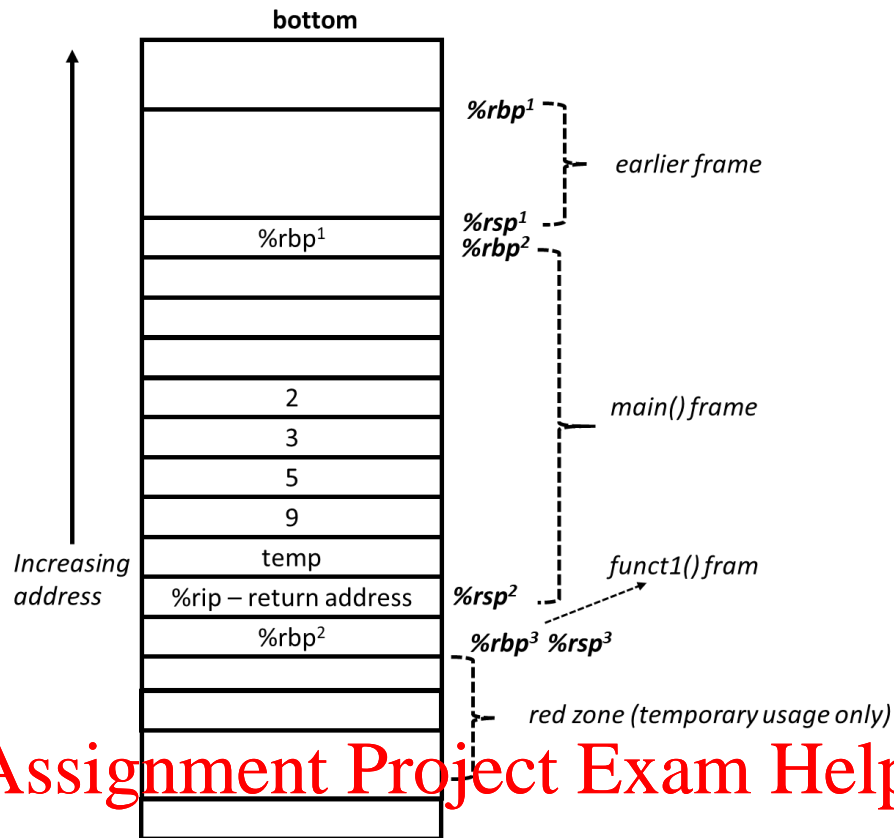 bottom
%rbp¹
earlier frame
%rsp¹
%rbp¹
%rbp²
2
main() frame
3
5
9
Increasing
address
temp
funct1() fram
%rip – return address
%rsp²
%rbp²
%rbp³ %rsp³
red zone (temporary usage only)
Assignment Project Exam Help